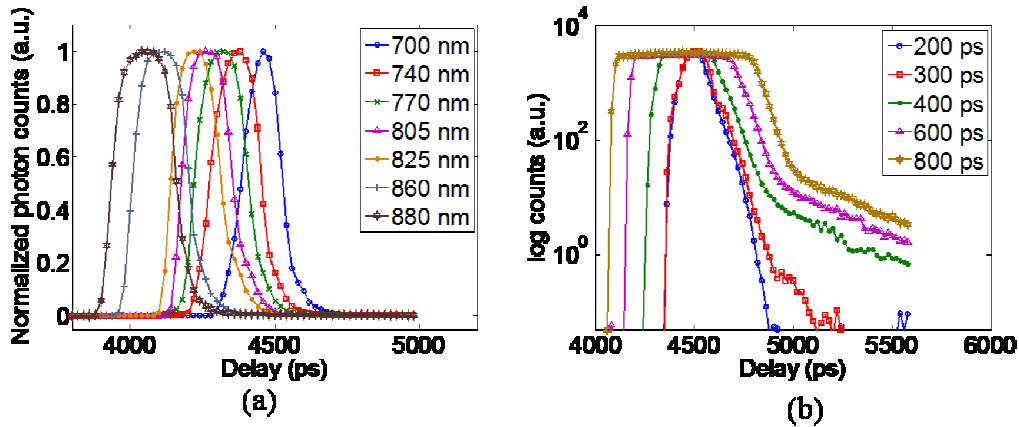 Normalized photon counts (a.u.)
1
0.8
0.6
0.4
0.2
0
4000
4500
5000
Delay (ps)
700 nm
740 nm
770 nm
805 nm
825 nm
860 nm
880 nm
(a)
log counts (a.u.)
10^4
10^2
10^0
4000
4500
5000
5500
6000
Delay (ps)
200 ps
300 ps
400 ps
600 ps
800 ps
(b)